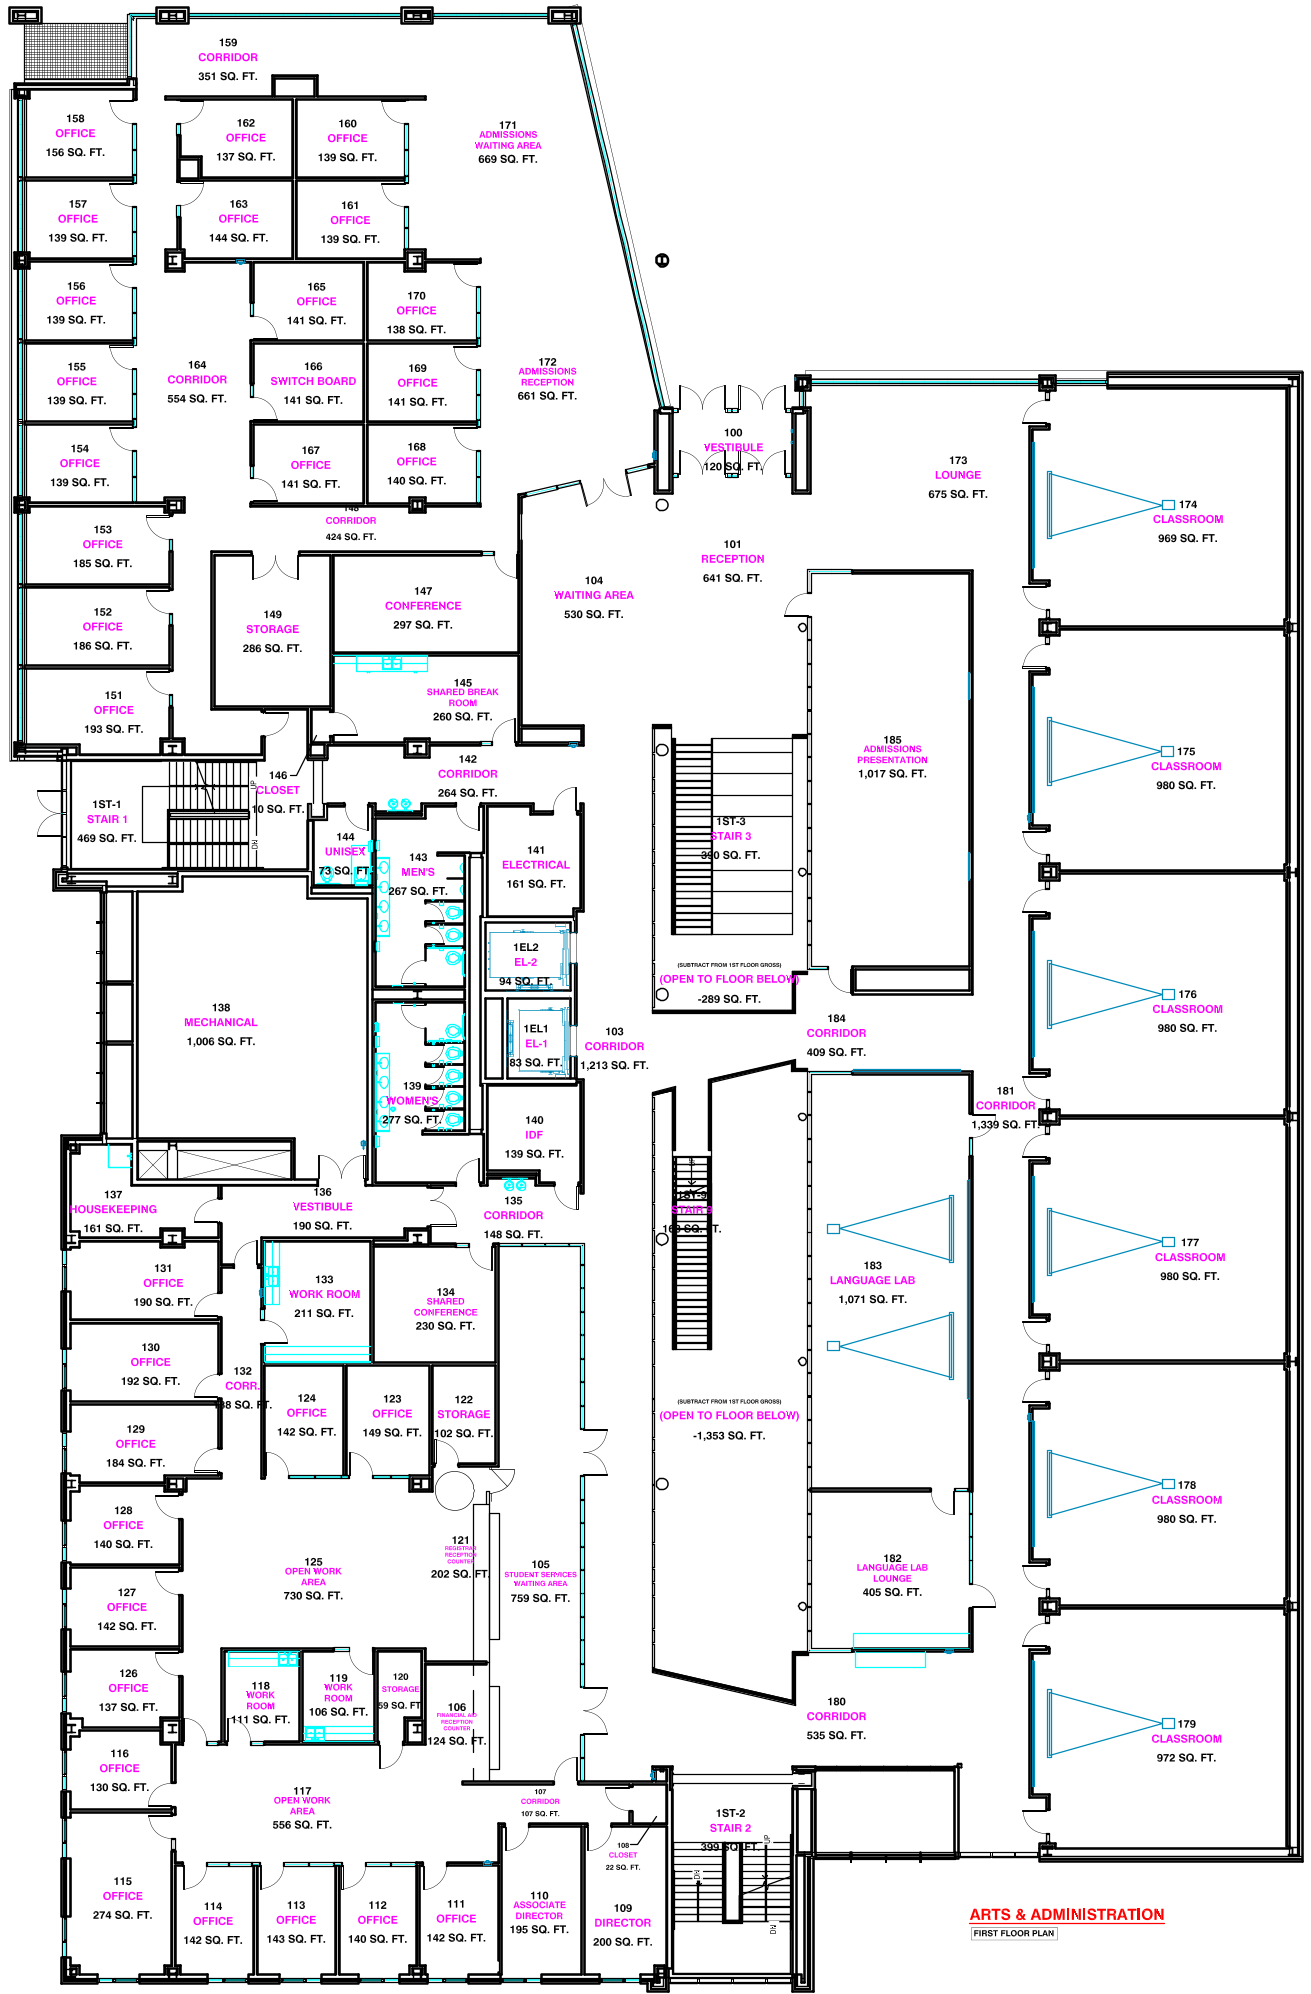 159
CORRIDOR
351 SQ. FT.
158
OFFICE
156 SQ. FT.
162
OFFICE
137 SQ. FT.
160
OFFICE
139 SQ. FT.
171
ADMISSIONS
WAITING AREA
669 SQ. FT.
157
OFFICE
139 SQ. FT.
163
OFFICE
144 SQ. FT.
161
OFFICE
139 SQ. FT.
156
OFFICE
139 SQ. FT.
165
OFFICE
141 SQ. FT.
170
OFFICE
138 SQ. FT.
155
OFFICE
139 SQ. FT.
164
CORRIDOR
554 SQ. FT.
166
SWITCH BOARD
141 SQ. FT.
169
OFFICE
141 SQ. FT.
172
ADMISSIONS
RECEPTION
661 SQ. FT.
100
VESTIBULE
120 SQ. FT.
154
OFFICE
139 SQ. FT.
167
OFFICE
141 SQ. FT.
168
OFFICE
140 SQ. FT.
173
LOUNGE
675 SQ. FT.
174
CLASSROOM
969 SQ. FT.
153
OFFICE
185 SQ. FT.
148
CORRIDOR
424 SQ. FT.
101
RECEPTION
641 SQ. FT.
104
WAITING AREA
530 SQ. FT.
147
CONFERENCE
297 SQ. FT.
152
OFFICE
186 SQ. FT.
149
STORAGE
286 SQ. FT.
151
OFFICE
193 SQ. FT.
145
SHARED BREAK
ROOM
260 SQ. FT.
185
ADMISSIONS
PRESENTATION
1,017 SQ. FT.
175
CLASSROOM
980 SQ. FT.
142
CORRIDOR
264 SQ. FT.
146
CLOSET
10 SQ. FT.
1ST-1
STAIR 1
469 SQ. FT.
UP
DN
1ST-3
STAIR 3
390 SQ. FT.
144
UNISEX
73 SQ. FT.
143
MEN'S
267 SQ. FT.
141
ELECTRICAL
161 SQ. FT.
1EL2
EL-2
94 SQ. FT.
(SUBTRACT FROM 1ST FLOOR GROSS)
(OPEN TO FLOOR BELOW)
-289 SQ. FT.
176
CLASSROOM
980 SQ. FT.
138
MECHANICAL
1,006 SQ. FT.
1EL1
EL-1
83 SQ. FT.
103
CORRIDOR
1,213 SQ. FT.
184
CORRIDOR
409 SQ. FT.
139
WOMEN'S
277 SQ. FT.
181
CORRIDOR
1,339 SQ. FT.
140
IDF
139 SQ. FT.
UP
STAIR
137
HOUSEKEEPING
161 SQ. FT.
136
VESTIBULE
190 SQ. FT.
135
CORRIDOR
148 SQ. FT.
177
CLASSROOM
980 SQ. FT.
131
OFFICE
190 SQ. FT.
133
WORK ROOM
211 SQ. FT.
134
SHARED
CONFERENCE
230 SQ. FT.
183
LANGUAGE LAB
1,071 SQ. FT.
130
OFFICE
192 SQ. FT.
132
CORR.
SQ. FT.
124
OFFICE
142 SQ. FT.
123
OFFICE
149 SQ. FT.
122
STORAGE
102 SQ. FT.
(SUBTRACT FROM 1ST FLOOR GROSS)
(OPEN TO FLOOR BELOW)
-1,353 SQ. FT.
129
OFFICE
184 SQ. FT.
178
CLASSROOM
980 SQ. FT.
128
OFFICE
140 SQ. FT.
125
OPEN WORK
AREA
730 SQ. FT.
121
REGISTRAR
RECEPTION
COUNTER
202 SQ. FT.
105
STUDENT SERVICES
WAITING AREA
759 SQ. FT.
182
LANGUAGE LAB
LOUNGE
405 SQ. FT.
127
OFFICE
142 SQ. FT.
126
OFFICE
137 SQ. FT.
118
WORK
ROOM
111 SQ. FT.
119
WORK
ROOM
106 SQ. FT.
120
STORAGE
59 SQ. FT.
106
FINANCIAL AID
RECEPTION
COUNTER
124 SQ. FT.
180
CORRIDOR
535 SQ. FT.
179
CLASSROOM
972 SQ. FT.
116
OFFICE
130 SQ. FT.
117
OPEN WORK
AREA
556 SQ. FT.
107
CORRIDOR
107 SQ. FT.
1ST-2
STAIR 2
399 SQ. FT.
UP
DN
DN
108
CLOSET
22 SQ. FT.
115
OFFICE
274 SQ. FT.
114
OFFICE
142 SQ. FT.
113
OFFICE
143 SQ. FT.
112
OFFICE
140 SQ. FT.
111
OFFICE
142 SQ. FT.
110
ASSOCIATE
DIRECTOR
195 SQ. FT.
109
DIRECTOR
200 SQ. FT.
ARTS & ADMINISTRATION
FIRST FLOOR PLAN